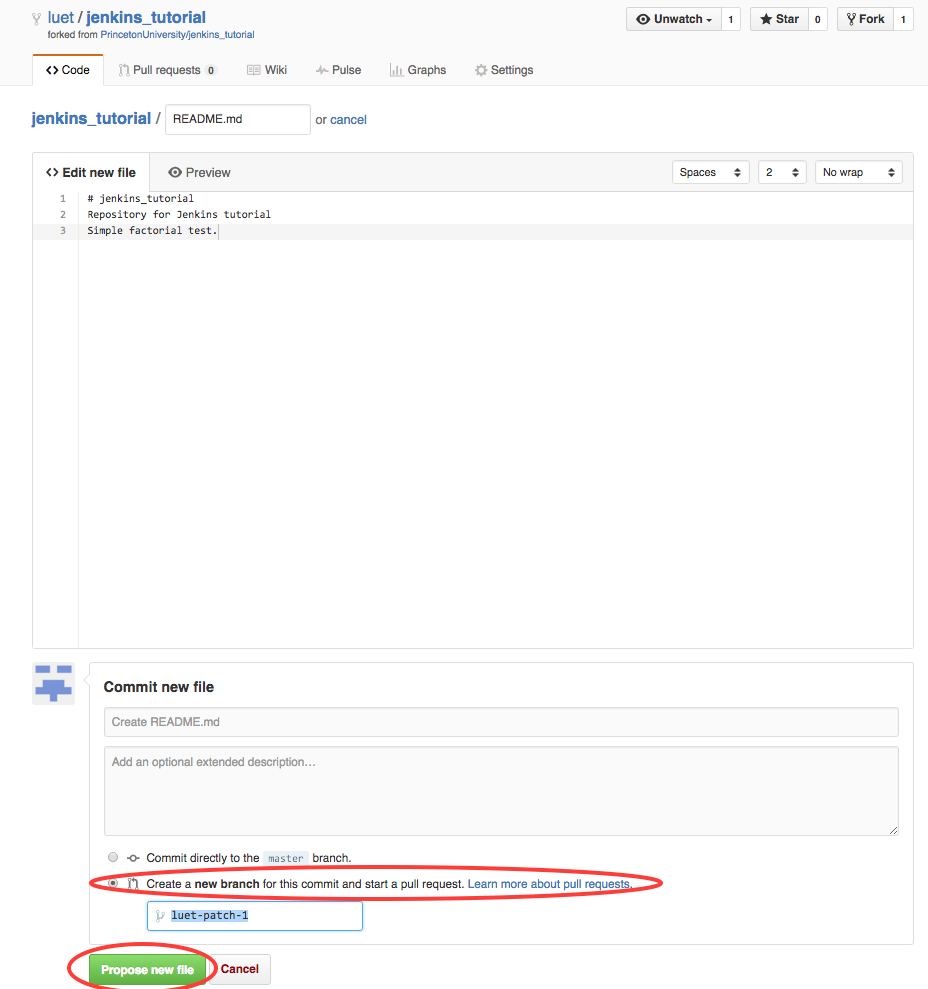 luet / jenkins_tutorial
forked from PrincetonUniversity/jenkins_tutorial
Unwatch 1 Star 0 Fork 1
Code Pull requests 0 Wiki Pulse Graphs Settings
jenkins_tutorial / README.md or cancel
Edit new file Preview Spaces 2 No wrap
1 # jenkins_tutorial
2 Repository for Jenkins tutorial
3 Simple factorial test.
Commit new file
Create README.md
Add an optional extended description…
Commit directly to the master branch.
Create a new branch for this commit and start a pull request. Learn more about pull requests.
luet-patch-1
Propose new file Cancel